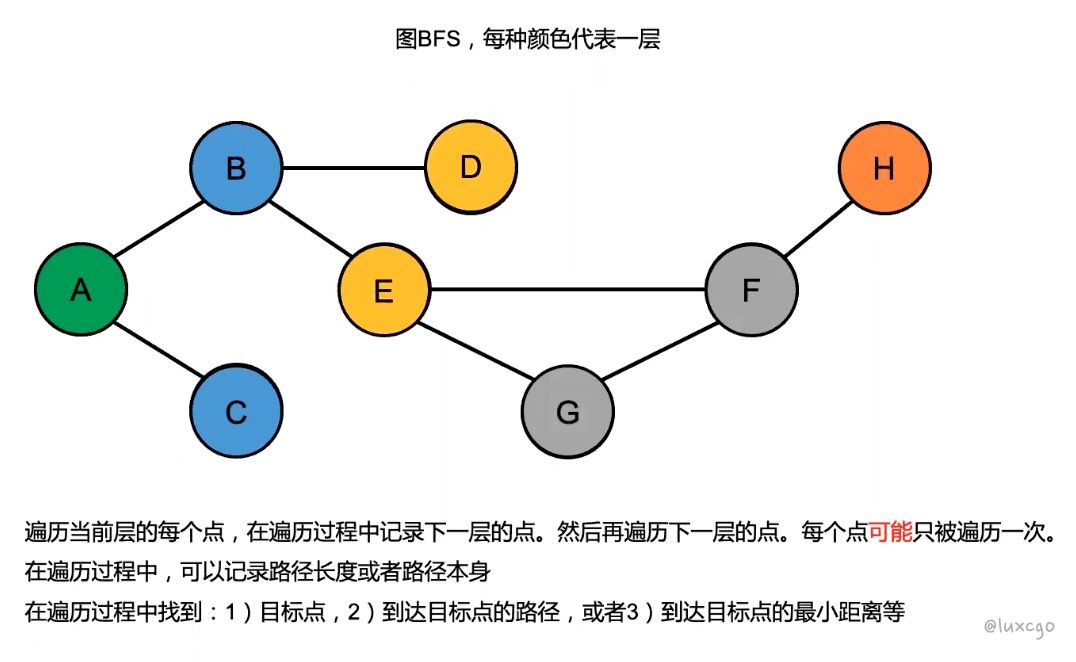 图BFS，每种颜色代表一层
B
D
H
A
E
F
C
G
遍历当前层的每个点，在遍历过程中记录下一层的点。然后再遍历下一层的点。每个点可能只被遍历一次。
在遍历过程中，可以记录路径长度或者路径本身
在遍历过程中找到：1）目标点，2）到达目标点的路径，或者3）到达目标点的最小距离等
@luxcgo